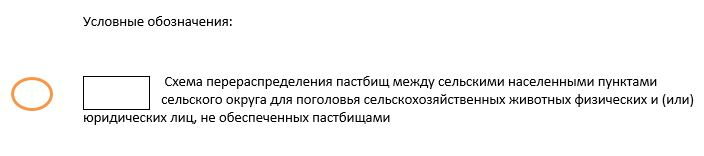 Условные обозначения:
Схема перераспределения пастбищ между сельскими населенными пунктами
сельского округа для поголовья сельскохозяйственных животных физических и (или)
юридических лиц, не обеспеченных пастбищами